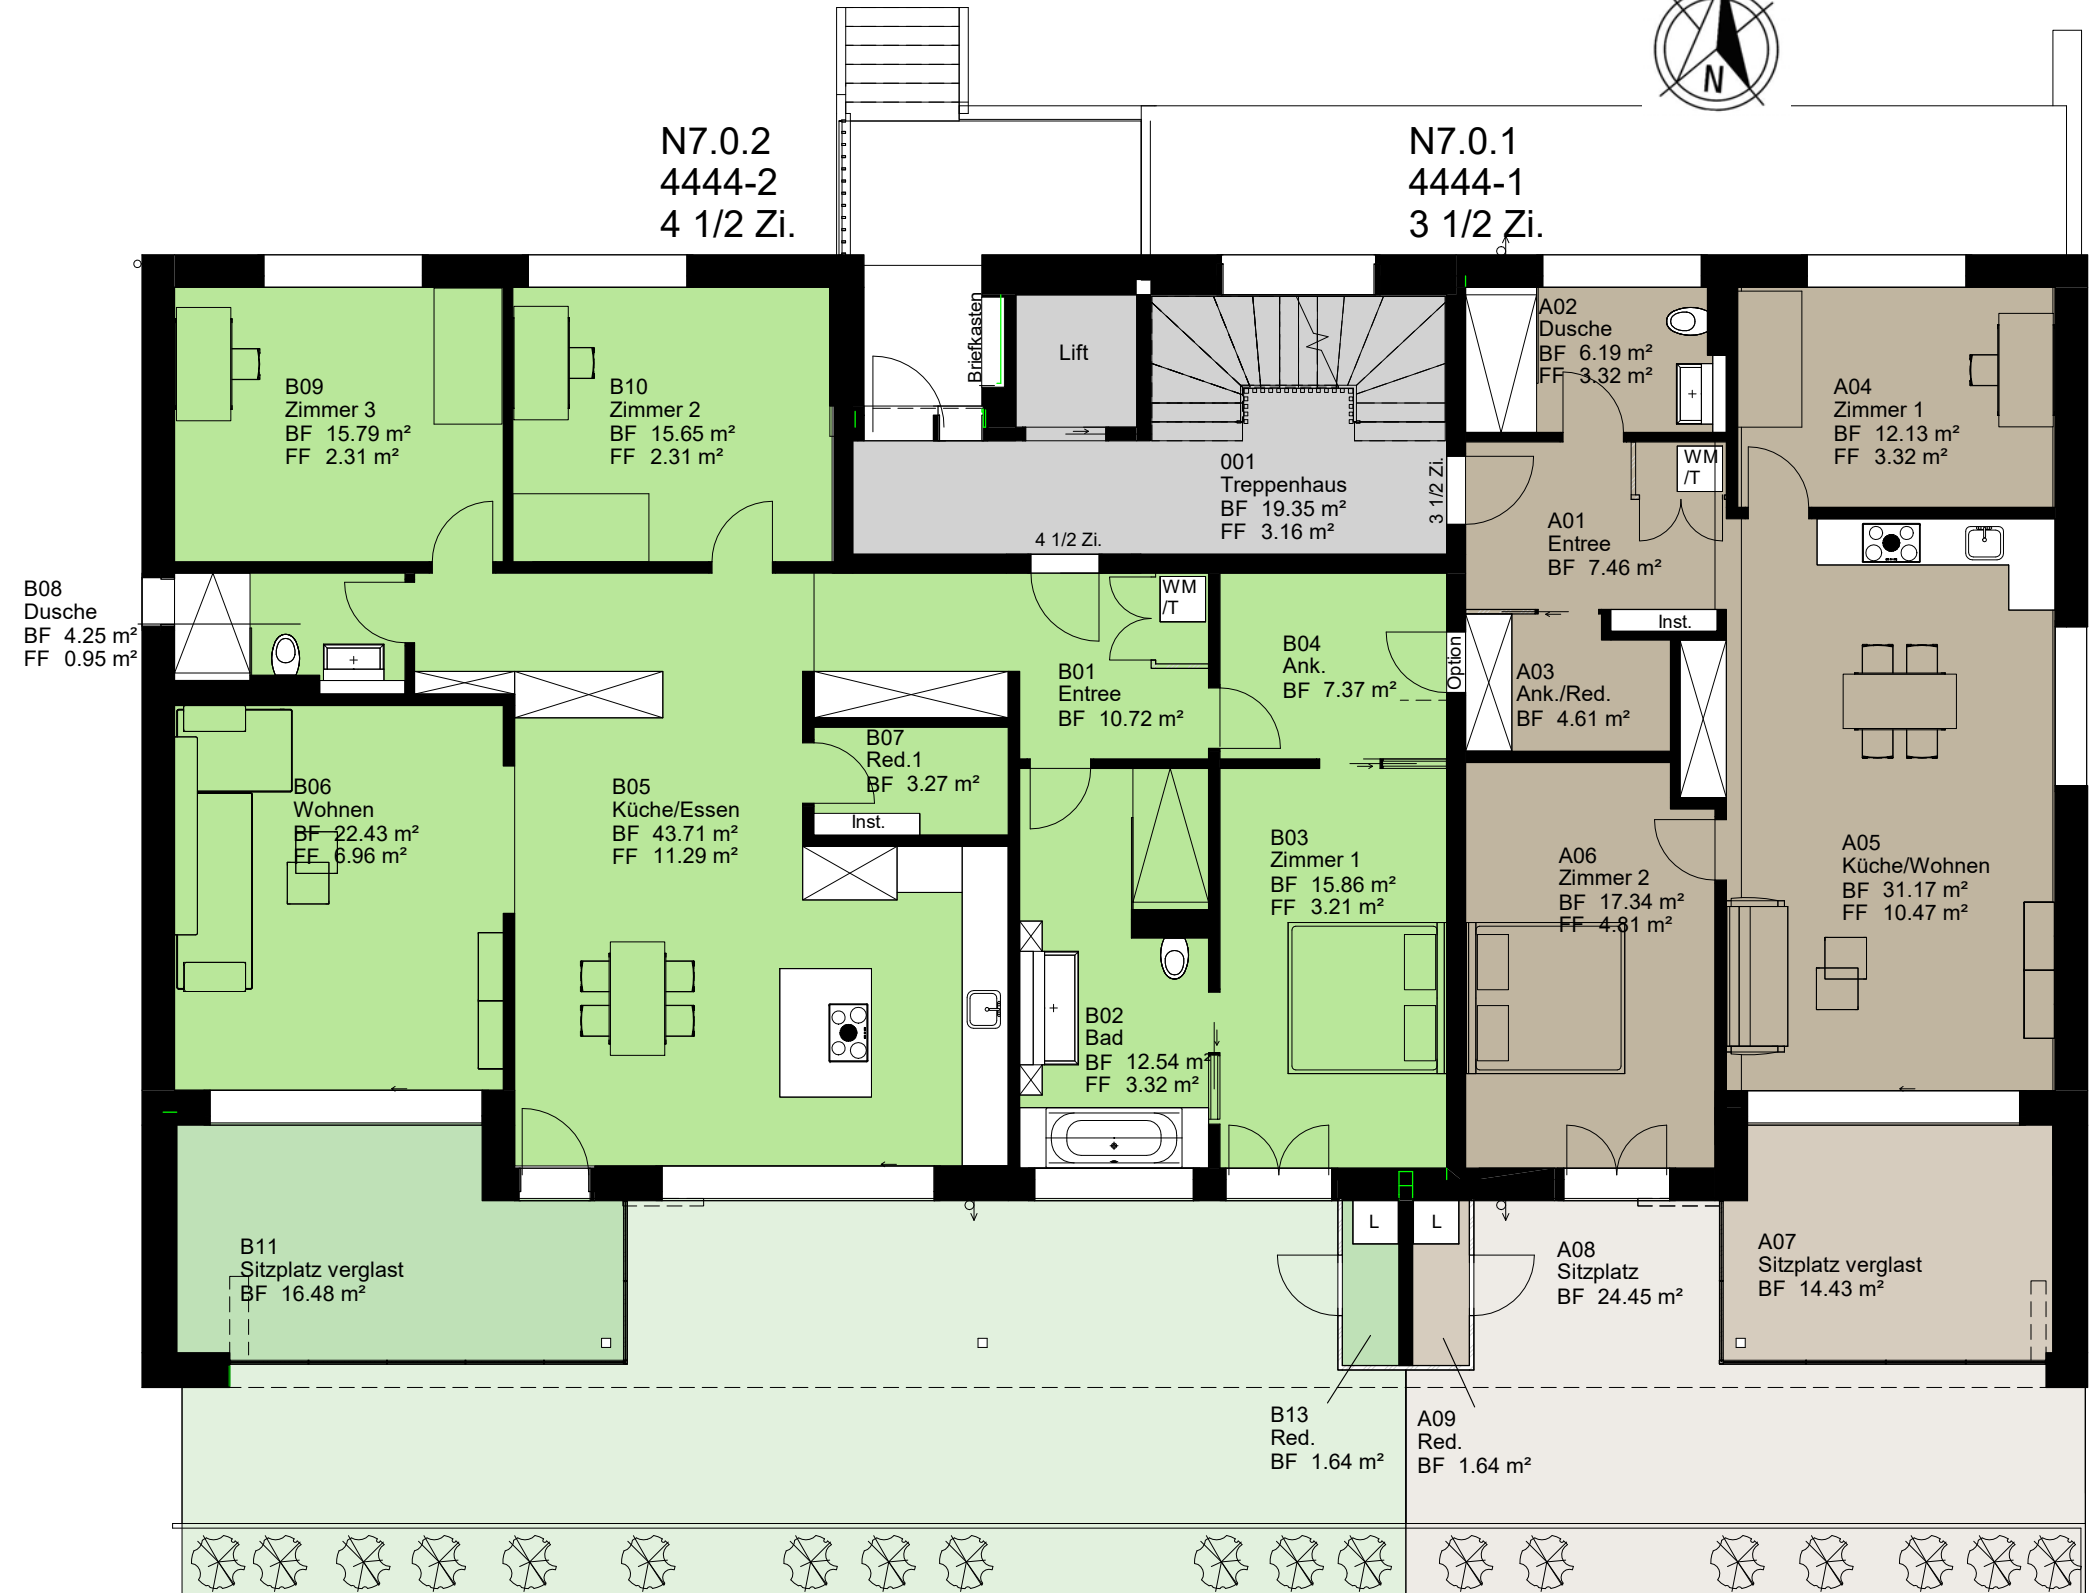 N
N7.0.2
4444-2
4 1/2 Zi.
N7.0.1
4444-1
3 1/2 Zi.
Briefkasten
Lift
A02
Dusche
BF 6.19 m²
FF 3.32 m²
B09
Zimmer 3
BF 15.79 m²
FF 2.31 m²
B10
Zimmer 2
BF 15.65 m²
FF 2.31 m²
A04
Zimmer 1
BF 12.13 m²
FF 3.32 m²
001
Treppenhaus
BF 19.35 m²
FF 3.16 m²
3 1/2 Zi.
4 1/2 Zi.
WM
/T
A01
Entree
BF 7.46 m²
Inst.
B08
Dusche
BF 4.25 m²
FF 0.95 m²
WM
/T
B01
Entree
BF 10.72 m²
B04
Ank.
BF 7.37 m²
Option
A03
Ank./Red.
BF 4.61 m²
B07
Red.1
BF 3.27 m²
Inst.
B06
Wohnen
BF 22.43 m²
FF 6.96 m²
B05
Küche/Essen
BF 43.71 m²
FF 11.29 m²
B03
Zimmer 1
BF 15.86 m²
FF 3.21 m²
A06
Zimmer 2
BF 17.34 m²
FF 4.81 m²
A05
Küche/Wohnen
BF 31.17 m²
FF 10.47 m²
B02
Bad
BF 12.54 m²
FF 3.32 m²
L
L
B11
Sitzplatz verglast
BF 16.48 m²
A08
Sitzplatz
BF 24.45 m²
A07
Sitzplatz verglast
BF 14.43 m²
B13
Red.
BF 1.64 m²
A09
Red.
BF 1.64 m²